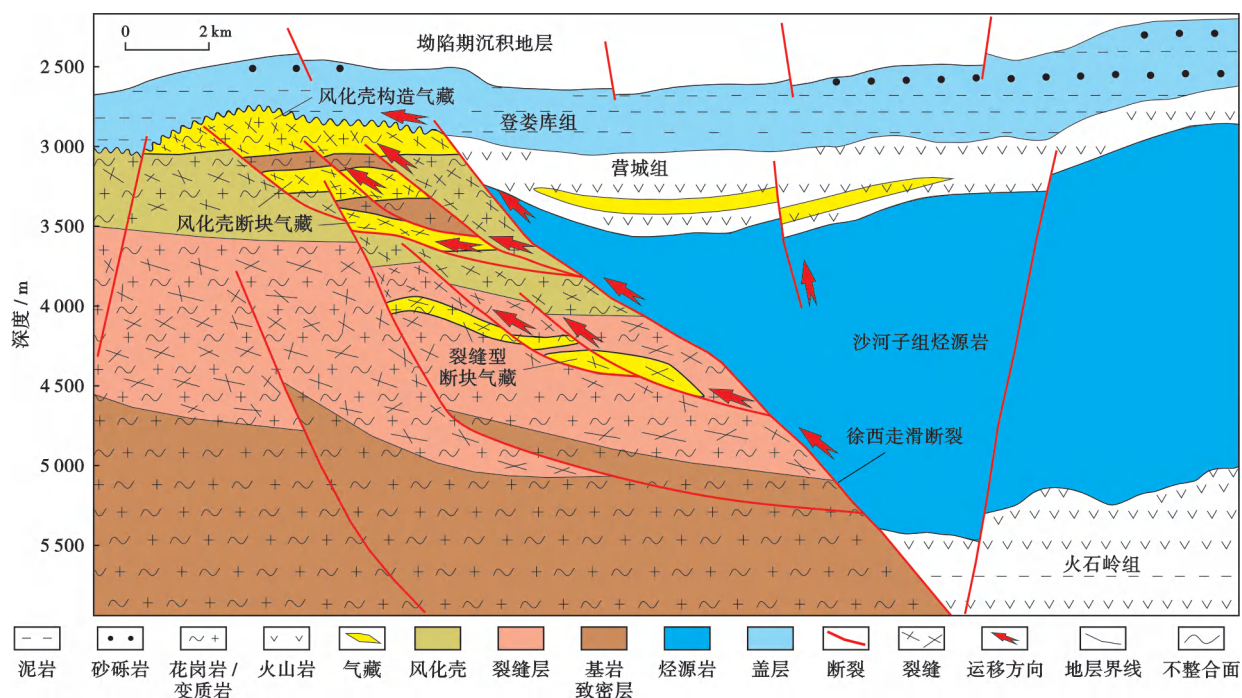 0 2 km
坳陷期沉积地层
2 500
风化壳构造气藏
登娄库组
3 000
营城组
风化壳断块气藏
3 500
深度 / m
4 000
沙河子组烃源岩
裂缝型
断块气藏
4 500
徐西走滑断裂
5 000
5 500
火石岭组
泥岩 砂砾岩 花岗岩 / 变质岩 火山岩 气藏 风化壳 裂缝层 基岩 致密层 烃源岩 盖层 断裂 裂缝 运移方向 地层界线 不整合面